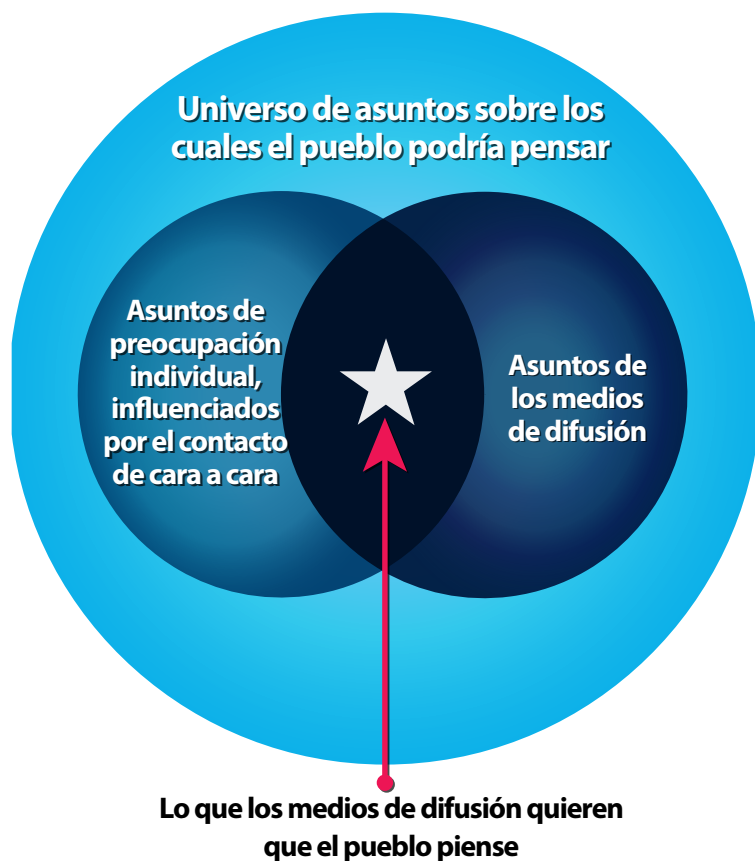 Universo de asuntos sobre los
cuales el pueblo podría pensar
Asuntos de
preocupación
individual,
influenciados
por el contacto
de cara a cara
Asuntos de
los medios
de difusión
Lo que los medios de difusión quieren
que el pueblo piense